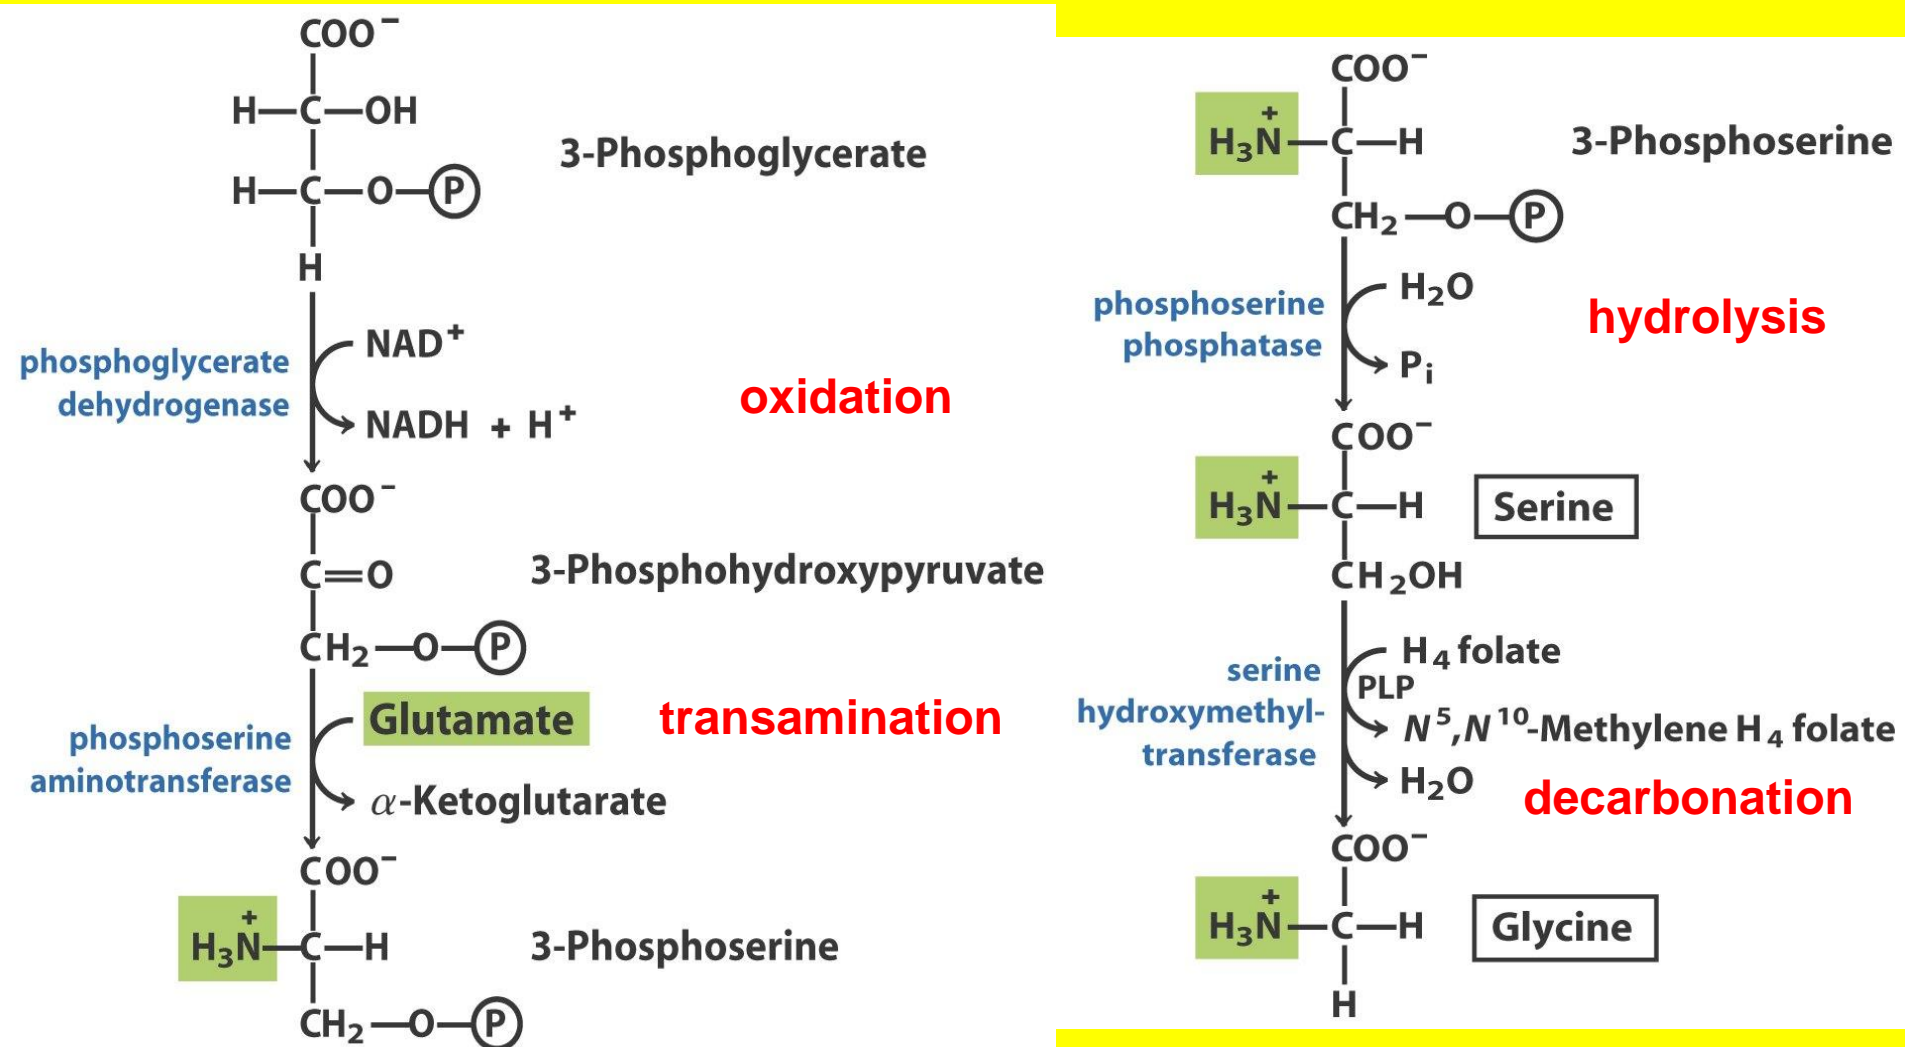 COO⁻
H—C—OH
3-Phosphoglycerate
H—C—O—P
H
phosphoglycerate
dehydrogenase
NAD⁺
NADH + H⁺
oxidation
COO⁻
C=O
3-Phosphohydroxypyruvate
CH₂—O—P
phosphoserine
aminotransferase
Glutamate
α-Ketoglutarate
transamination
COO⁻
H₃N⁺—C—H
3-Phosphoserine
CH₂—O—P
COO⁻
H₃N⁺—C—H
3-Phosphoserine
CH₂—O—P
phosphoserine
phosphatase
H₂O
Pᵢ
hydrolysis
COO⁻
H₃N⁺—C—H
Serine
CH₂OH
serine
hydroxymethyl-
transferase
H₄ folate
PLP
N⁵,N¹⁰-Methylene H₄ folate
H₂O
decarbonation
COO⁻
H₃N⁺—C—H
Glycine
H